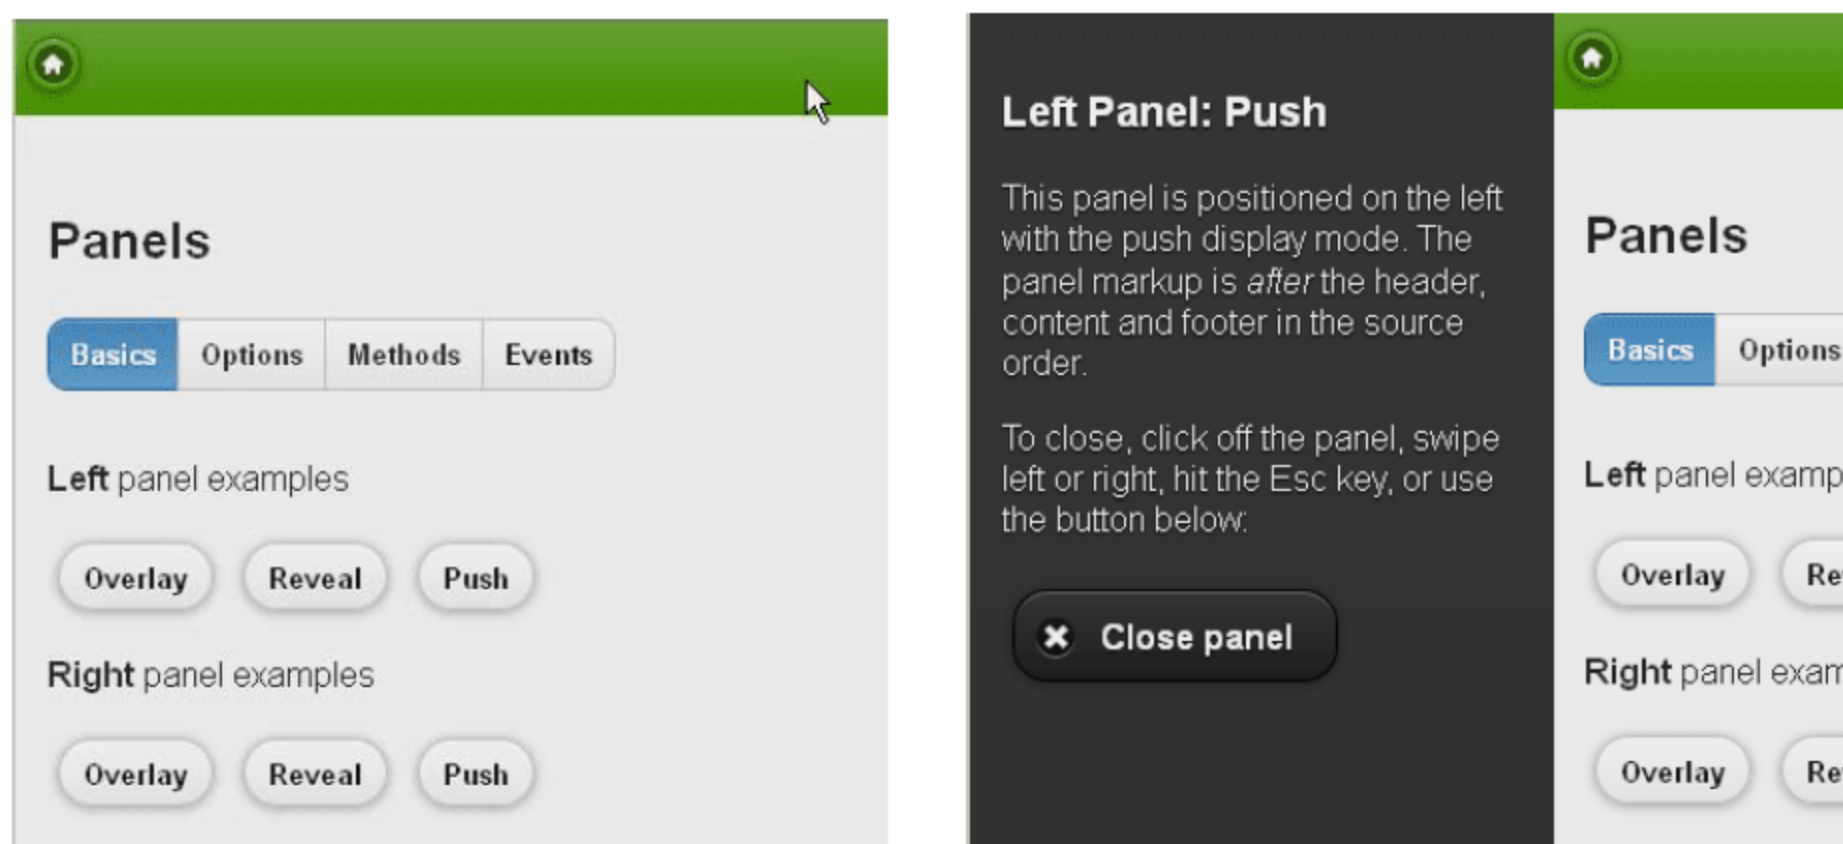 Panels
Basics Options Methods Events
Left panel examples
Overlay Reveal Push
Right panel examples
Overlay Reveal Push
Left Panel: Push
This panel is positioned on the left
with the push display mode. The
panel markup is after the header,
content and footer in the source
order.
To close, click off the panel, swipe
left or right, hit the Esc key, or use
the button below:
Close panel
Panels
Basics Options
Left panel examp
Overlay Re
Right panel exam
Overlay Re